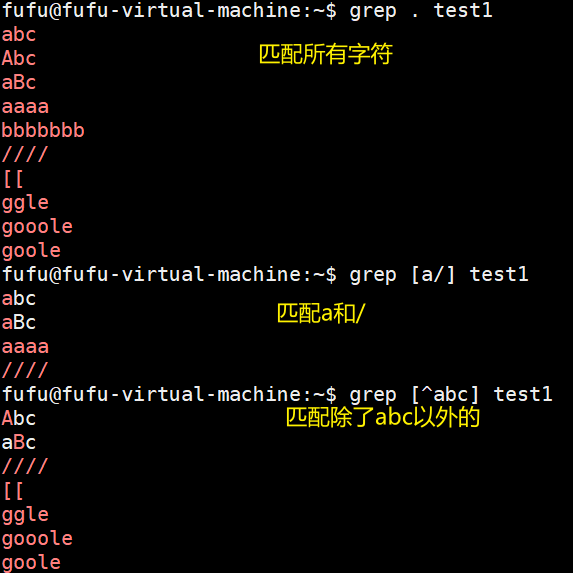 fufu@fufu-virtual-machine:~$ grep . test1
abc
Abc
匹配所有字符
aBc
aaaa
bbbbbbb
////
[[
ggle
gooole
goole
fufu@fufu-virtual-machine:~$ grep [a/] test1
abc
匹配a和/
aBc
aaaa
////
fufu@fufu-virtual-machine:~$ grep [^abc] test1
Abc
匹配除了abc以外的
aBc
////
[[
ggle
gooole
goole